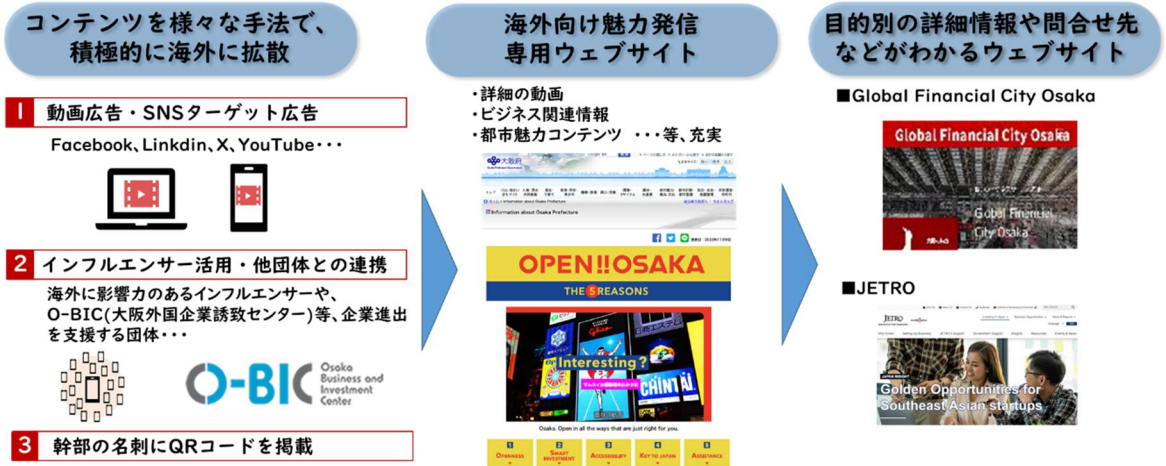 コンテンツを様々な手法で、
積極的に海外に拡散
1 動画広告・SNSターゲット広告
Facebook、Linkdin、X、YouTube・・・
2 インフルエンサー活用・他団体との連携
海外に影響力のあるインフルエンサーや、
O-BIC(大阪外国企業誘致センター)等、企業進出
を支援する団体・・・
O-BIC
Osaka
Business and
Investment
Center
3 幹部の名刺にQRコードを掲載
海外向け魅力発信
専用ウェブサイト
・詳細の動画
・ビジネス関連情報
・都市魅力コンテンツ ・・・等、充実
大阪府
トップ
Information about Osaka Prefecture
OPEN!!OSAKA
THE 5 REASONS
Glico
Interesting?
CHINTAI
Osaka. Open in all the ways that are just right for you.
1 2 3 4 5
OPENNESS SMART INVESTMENT ACCESSIBILITY KEY TO JAPAN ASSISTANCE
目的別の詳細情報や問合せ先
などがわかるウェブサイト
■Global Financial City Osaka
Global Financial City Osaka
Global Financial
City Osaka
■JETRO
JETRO
Golden Opportunities for
Southeast Asian startups